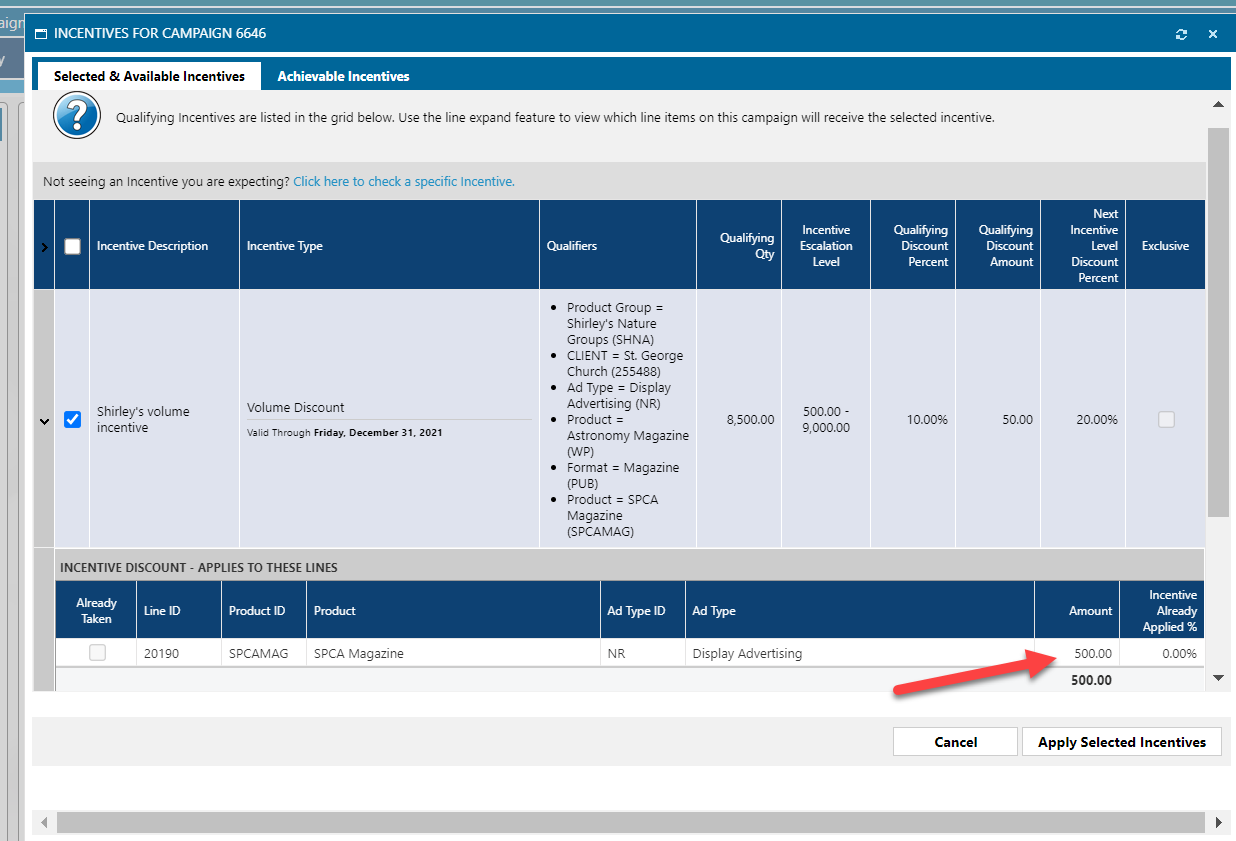 aign
INCENTIVES FOR CAMPAIGN 6646
y
Selected & Available Incentives
Achievable Incentives
?
Qualifying Incentives are listed in the grid below. Use the line expand feature to view which line items on this campaign will receive the selected incentive.
Not seeing an Incentive you are expecting? Click here to check a specific Incentive.
Incentive Description
Incentive Type
Qualifiers
Qualifying
Qty
Incentive
Escalation
Level
Qualifying
Discount
Percent
Qualifying
Discount
Amount
Next
Incentive
Level
Discount
Percent
Exclusive
Shirley's volume
incentive
Volume Discount
Valid Through Friday, December 31, 2021
• Product Group =
Shirley's Nature
Groups (SHNA)
• CLIENT = St. George
Church (255488)
• Ad Type = Display
Advertising (NR)
• Product =
Astronomy Magazine
(WP)
• Format = Magazine
(PUB)
• Product = SPCA
Magazine
(SPCAMAG)
8,500.00
500.00 -
9,000.00
10.00%
50.00
20.00%
INCENTIVE DISCOUNT - APPLIES TO THESE LINES
Already
Taken
Line ID
Product ID
Product
Ad Type ID
Ad Type
Amount
Incentive
Already
Applied %
20190
SPCAMAG
SPCA Magazine
NR
Display Advertising
500.00
0.00%
500.00
Cancel
Apply Selected Incentives